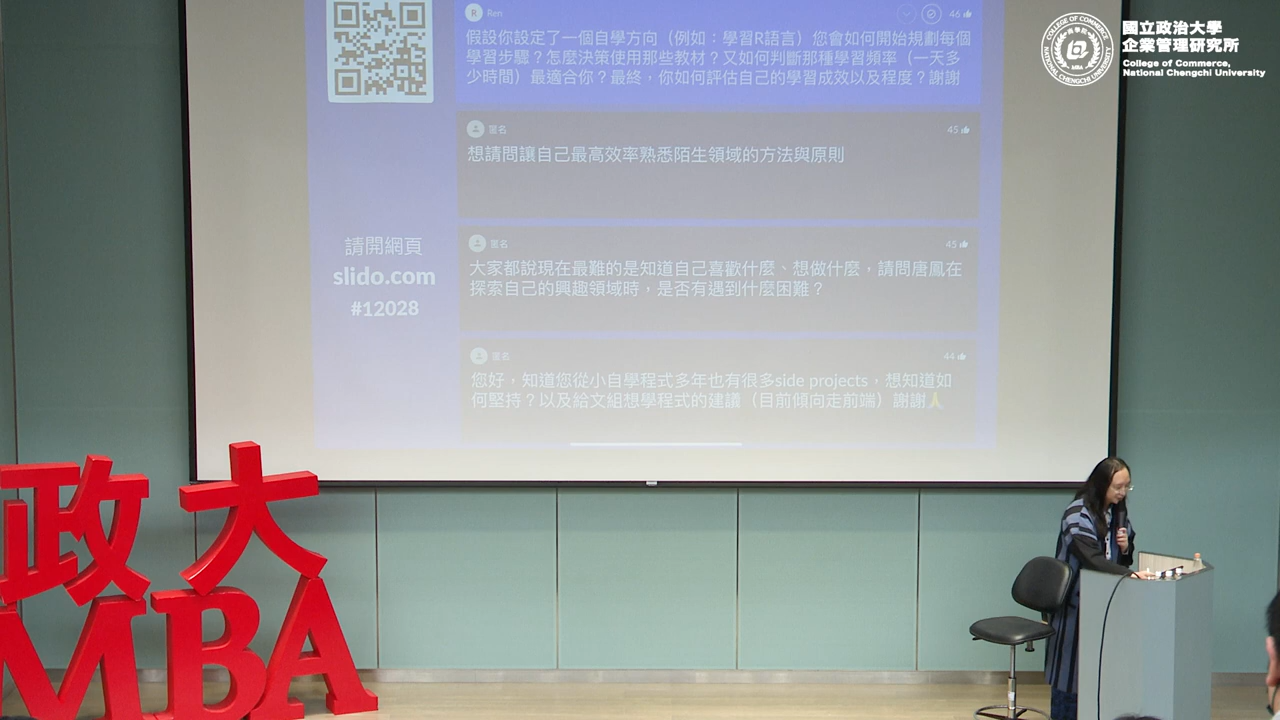 國立政治大學
企業管理研究所
College of Commerce,
National Chengchi University
COLLEGE OF COMMERCE
NATIONAL CHENGCHI UNIVERSITY
MBA
R Ren
46
假設你設定了一個自學方向（例如：學習R語言）您會如何開始規劃每個
學習步驟？怎麼決策使用那些教材？又如何判斷那種學習頻率（一天多
少時間）最適合你？最終，你如何評估自己的學習成效以及程度？謝謝
匿名
45
想請問讓自己最高效率熟悉陌生領域的方法與原則
匿名
45
大家都說現在最難的是知道自己喜歡什麼、想做什麼，請問唐鳳在
探索自己的興趣領域時，是否有遇到什麼困難？
匿名
44
您好，知道您從小自學程式多年也有很多side projects，想知道如
何堅持？以及給文組想學程式的建議（目前傾向走前端）謝謝🙏
請開網頁
slido.com
#12028
政大
MBA